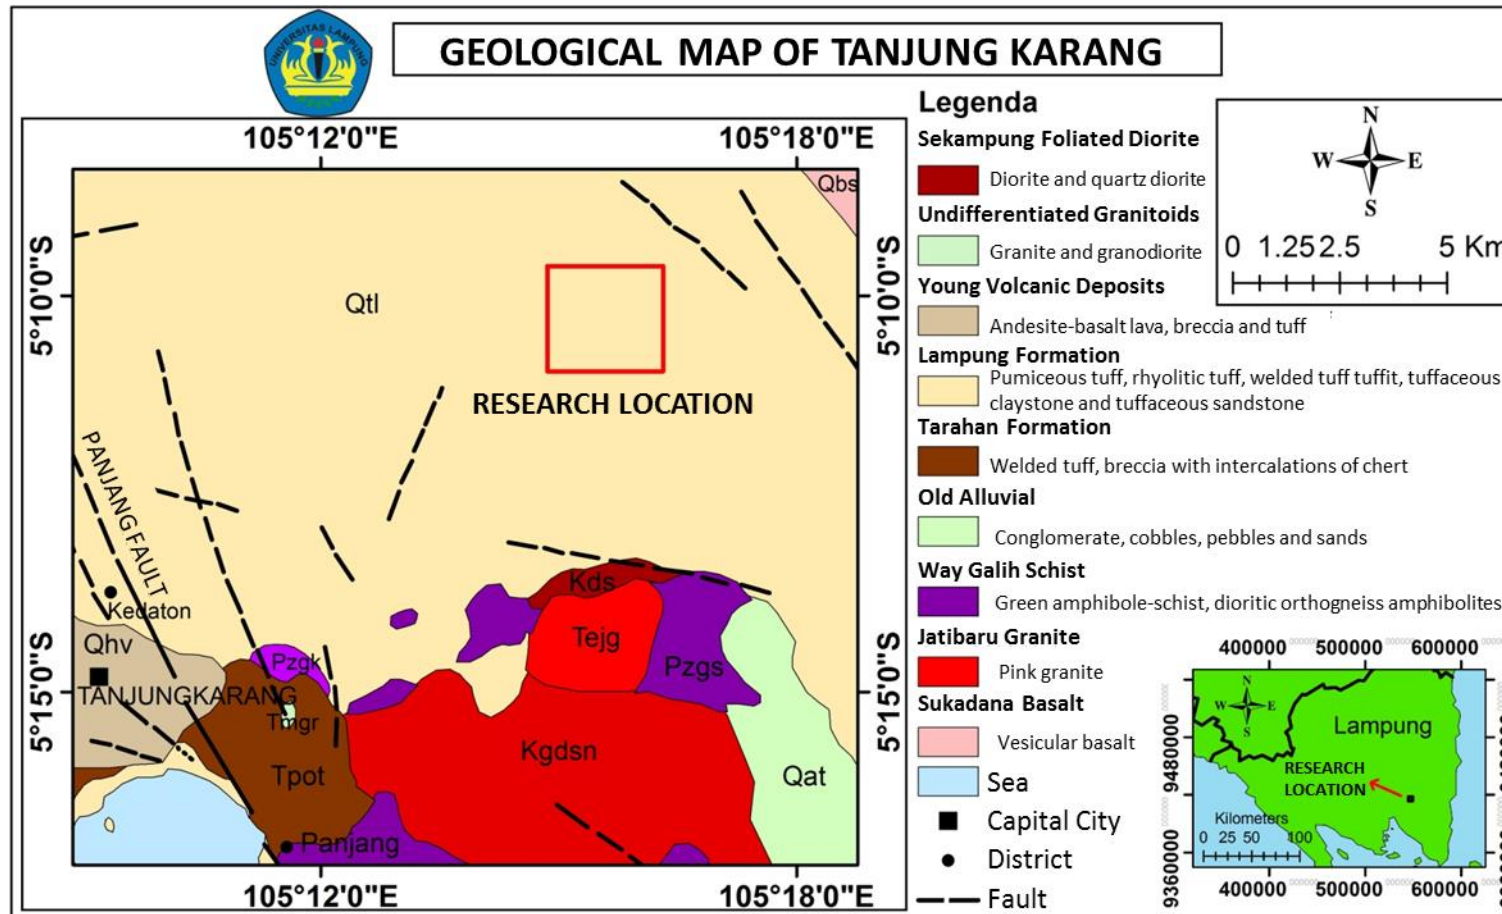 UNIVERSITAS LAMPUNG
GEOLOGICAL MAP OF TANJUNG KARANG
105°12'0"E
105°18'0"E
5°10'0"S
5°10'0"S
5°15'0"S
5°15'0"S
105°12'0"E
105°18'0"E
Qbs
Qtl
RESEARCH LOCATION
PANJANG FAULT
Kedaton
Kds
Qhv
Tejg
Pzgk
Pzgs
TANJUNGKARANG
Tmgr
Kgdsn
Tpot
Qat
Panjang
Legenda
Sekampung Foliated Diorite
Diorite and quartz diorite
Undifferentiated Granitoids
Granite and granodiorite
Young Volcanic Deposits
Andesite-basalt lava, breccia and tuff
Lampung Formation
Pumiceous tuff, rhyolitic tuff, welded tuff tuffit, tuffaceous
claystone and tuffaceous sandstone
Tarahan Formation
Welded tuff, breccia with intercalations of chert
Old Alluvial
Conglomerate, cobbles, pebbles and sands
Way Galih Schist
Green amphibole-schist, dioritic orthogneiss amphibolites
Jatibaru Granite
Pink granite
Sukadana Basalt
Vesicular basalt
Sea
Capital City
District
Fault
N
W E
S
0 1.25 2.5 5 Km
400000 500000 600000
N
W E
S
Lampung
RESEARCH
LOCATION
Kilometers
0 25 50 100
9480000
9360000
400000 500000 600000